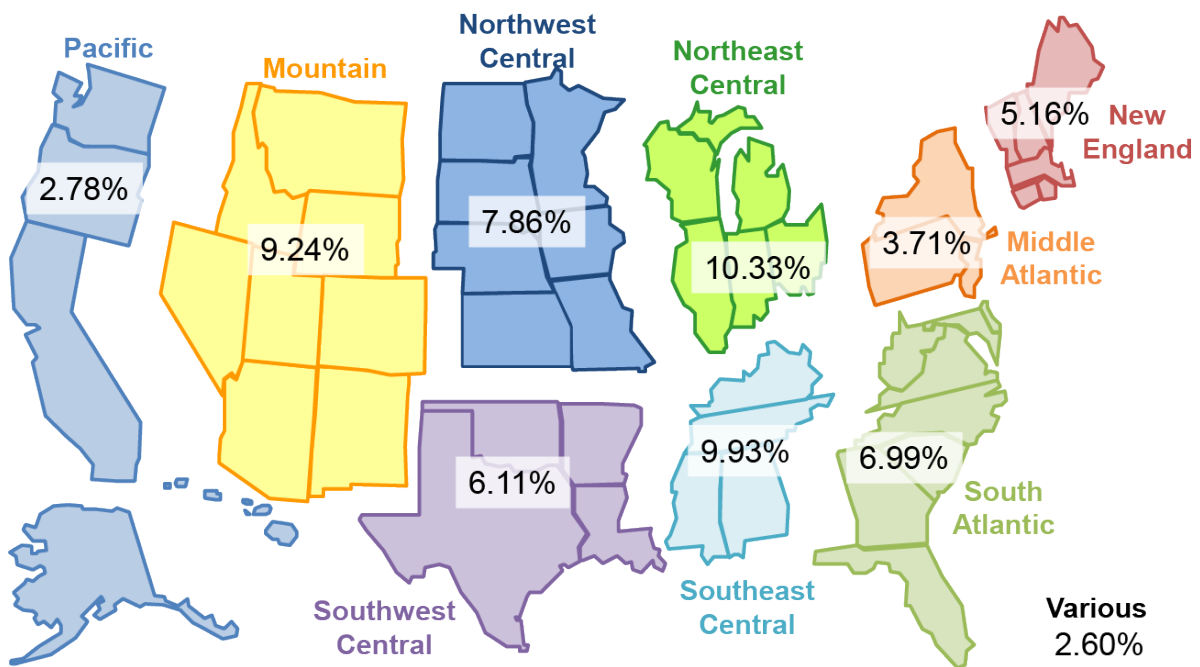 Pacific
2.78%
Mountain
9.24%
Northwest
Central
7.86%
Northeast
Central
10.33%
New
England
5.16%
Middle
Atlantic
3.71%
Southwest
Central
6.11%
Southeast
Central
9.93%
South
Atlantic
6.99%
Various
2.60%